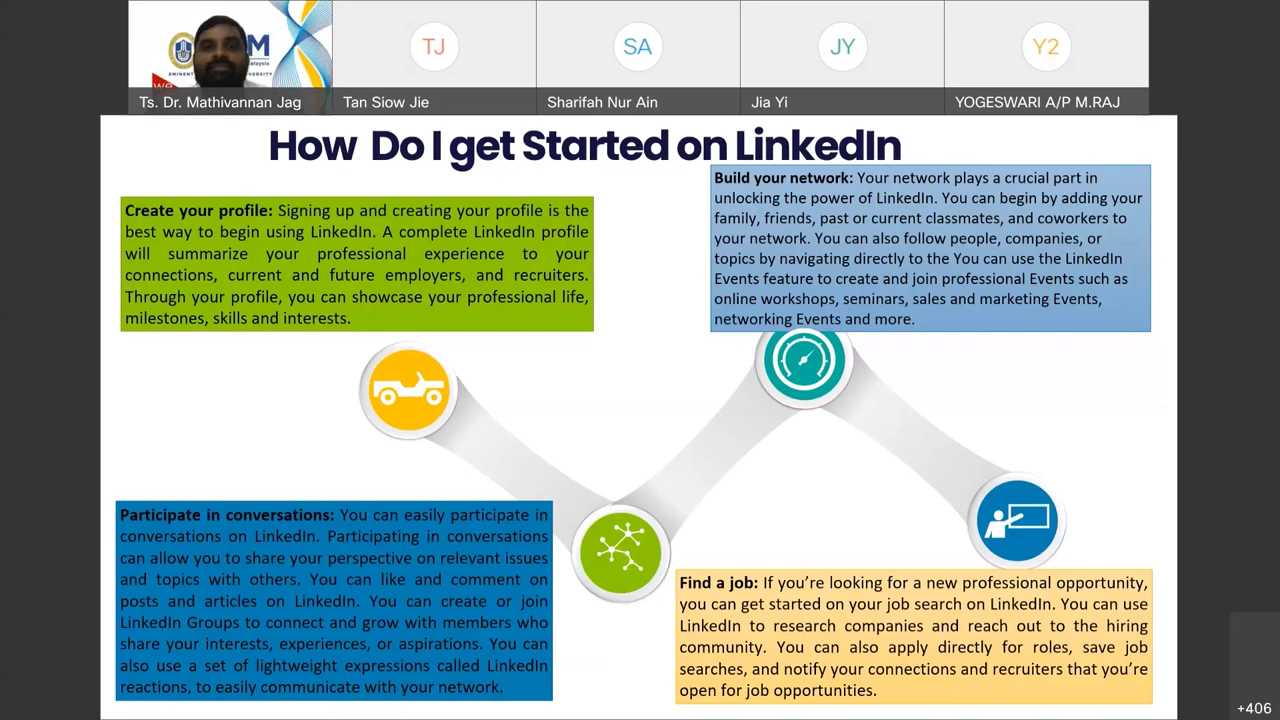 TJ
SA
JY
Y2
Ts. Dr. Mathivannan Jag
Tan Siow Jie
Sharifah Nur Ain
Jia Yi
YOGESWARI A/P M.RAJ
How Do I get Started on LinkedIn
Create your profile: Signing up and creating your profile is the
best way to begin using LinkedIn. A complete LinkedIn profile
will summarize your professional experience to your
connections, current and future employers, and recruiters.
Through your profile, you can showcase your professional life,
milestones, skills and interests.
Build your network: Your network plays a crucial part in
unlocking the power of LinkedIn. You can begin by adding your
family, friends, past or current classmates, and coworkers to
your network. You can also follow people, companies, or
topics by navigating directly to the You can use the LinkedIn
Events feature to create and join professional Events such as
online workshops, seminars, sales and marketing Events,
networking Events and more.
Participate in conversations: You can easily participate in
conversations on LinkedIn. Participating in conversations
can allow you to share your perspective on relevant issues
and topics with others. You can like and comment on
posts and articles on LinkedIn. You can create or join
LinkedIn Groups to connect and grow with members who
share your interests, experiences, or aspirations. You can
also use a set of lightweight expressions called LinkedIn
reactions, to easily communicate with your network.
Find a job: If you're looking for a new professional opportunity,
you can get started on your job search on LinkedIn. You can use
LinkedIn to research companies and reach out to the hiring
community. You can also apply directly for roles, save job
searches, and notify your connections and recruiters that you're
open for job opportunities.
+406